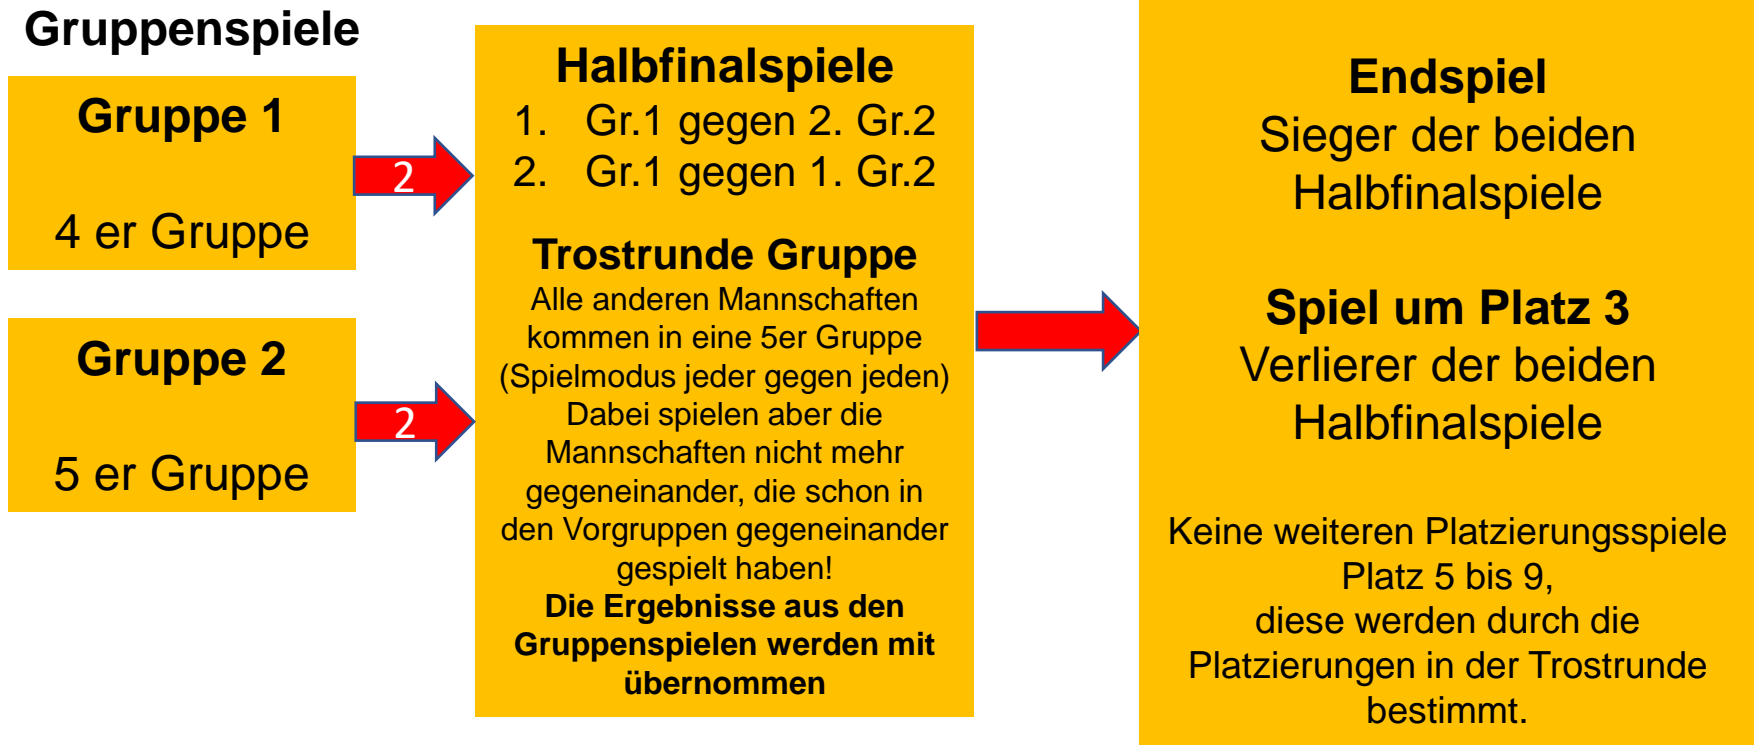 Gruppenspiele
Gruppe 1
4 er Gruppe
2
Gruppe 2
5 er Gruppe
2
Halbfinalspiele
1. Gr.1 gegen 2. Gr.2
2. Gr.1 gegen 1. Gr.2
Trostrunde Gruppe
Alle anderen Mannschaften
kommen in eine 5er Gruppe
(Spielmodus jeder gegen jeden)
Dabei spielen aber die
Mannschaften nicht mehr
gegeneinander, die schon in
den Vorgruppen gegeneinander
gespielt haben!
Die Ergebnisse aus den
Gruppenspielen werden mit
übernommen
Endspiel
Sieger der beiden
Halbfinalspiele
Spiel um Platz 3
Verlierer der beiden
Halbfinalspiele
Keine weiteren Platzierungsspiele
Platz 5 bis 9,
diese werden durch die
Platzierungen in der Trostrunde
bestimmt.